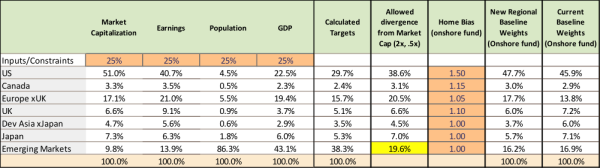 Market Capitalization Earnings Population GDP Calculated Targets Allowed divergence from Market Cap (2x, .5x) Home Bias (onshore fund) New Regional Baseline Weights (Onshore fund) Current Baseline Weights (Onshore fund)
Inputs/Constraints 25% 25% 25% 25%
US 51.0% 40.7% 4.5% 22.5% 29.7% 38.6% 1.50 47.7% 45.9%
Canada 3.3% 3.5% 0.5% 2.3% 2.4% 3.1% 1.15 3.0% 2.9%
Europe xUK 17.1% 21.0% 5.5% 19.4% 15.7% 20.5% 1.05 17.7% 13.8%
UK 6.6% 9.1% 0.9% 3.7% 5.1% 6.6% 1.10 5.7% 7.0%
Dev Asia xJapan 4.7% 5.6% 0.6% 2.9% 3.5% 4.5% 1.00 3.7% 6.0%
Japan 7.3% 6.3% 1.8% 6.0% 5.3% 7.0% 1.00 5.7% 7.1%
Emerging Markets 9.8% 13.9% 86.3% 43.1% 38.3% 19.6% 1.00 16.2% 16.9%
100.0% 100.0% 100.0% 100.0% 100.0% 100.0% 100.0%